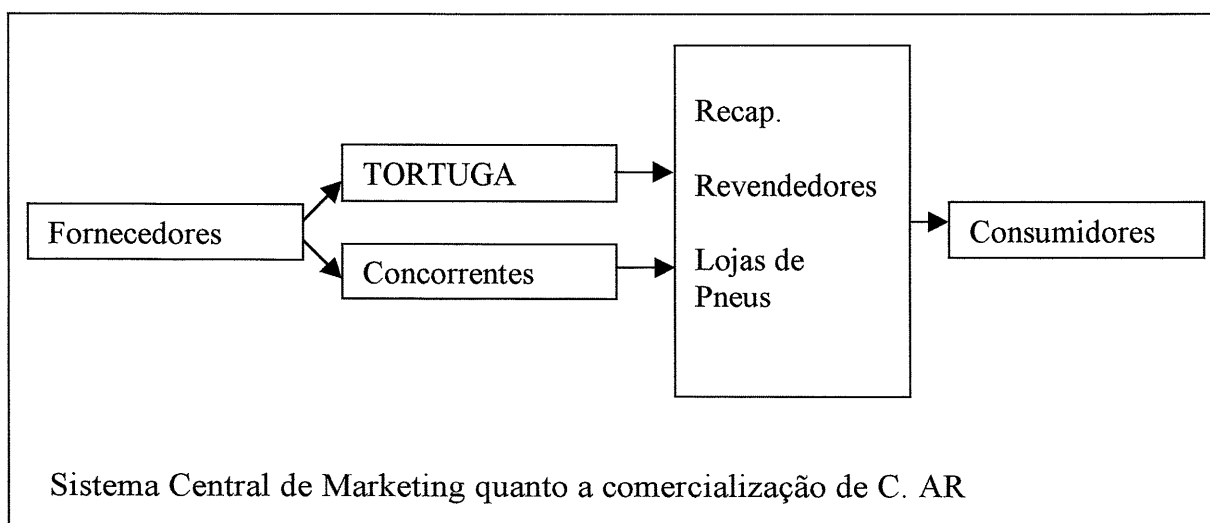 Fornecedores
TORTUGA
Concorrentes
Recap.
Revendedores
Lojas de
Pneus
Consumidores
Sistema Central de Marketing quanto a comercialização de C. AR